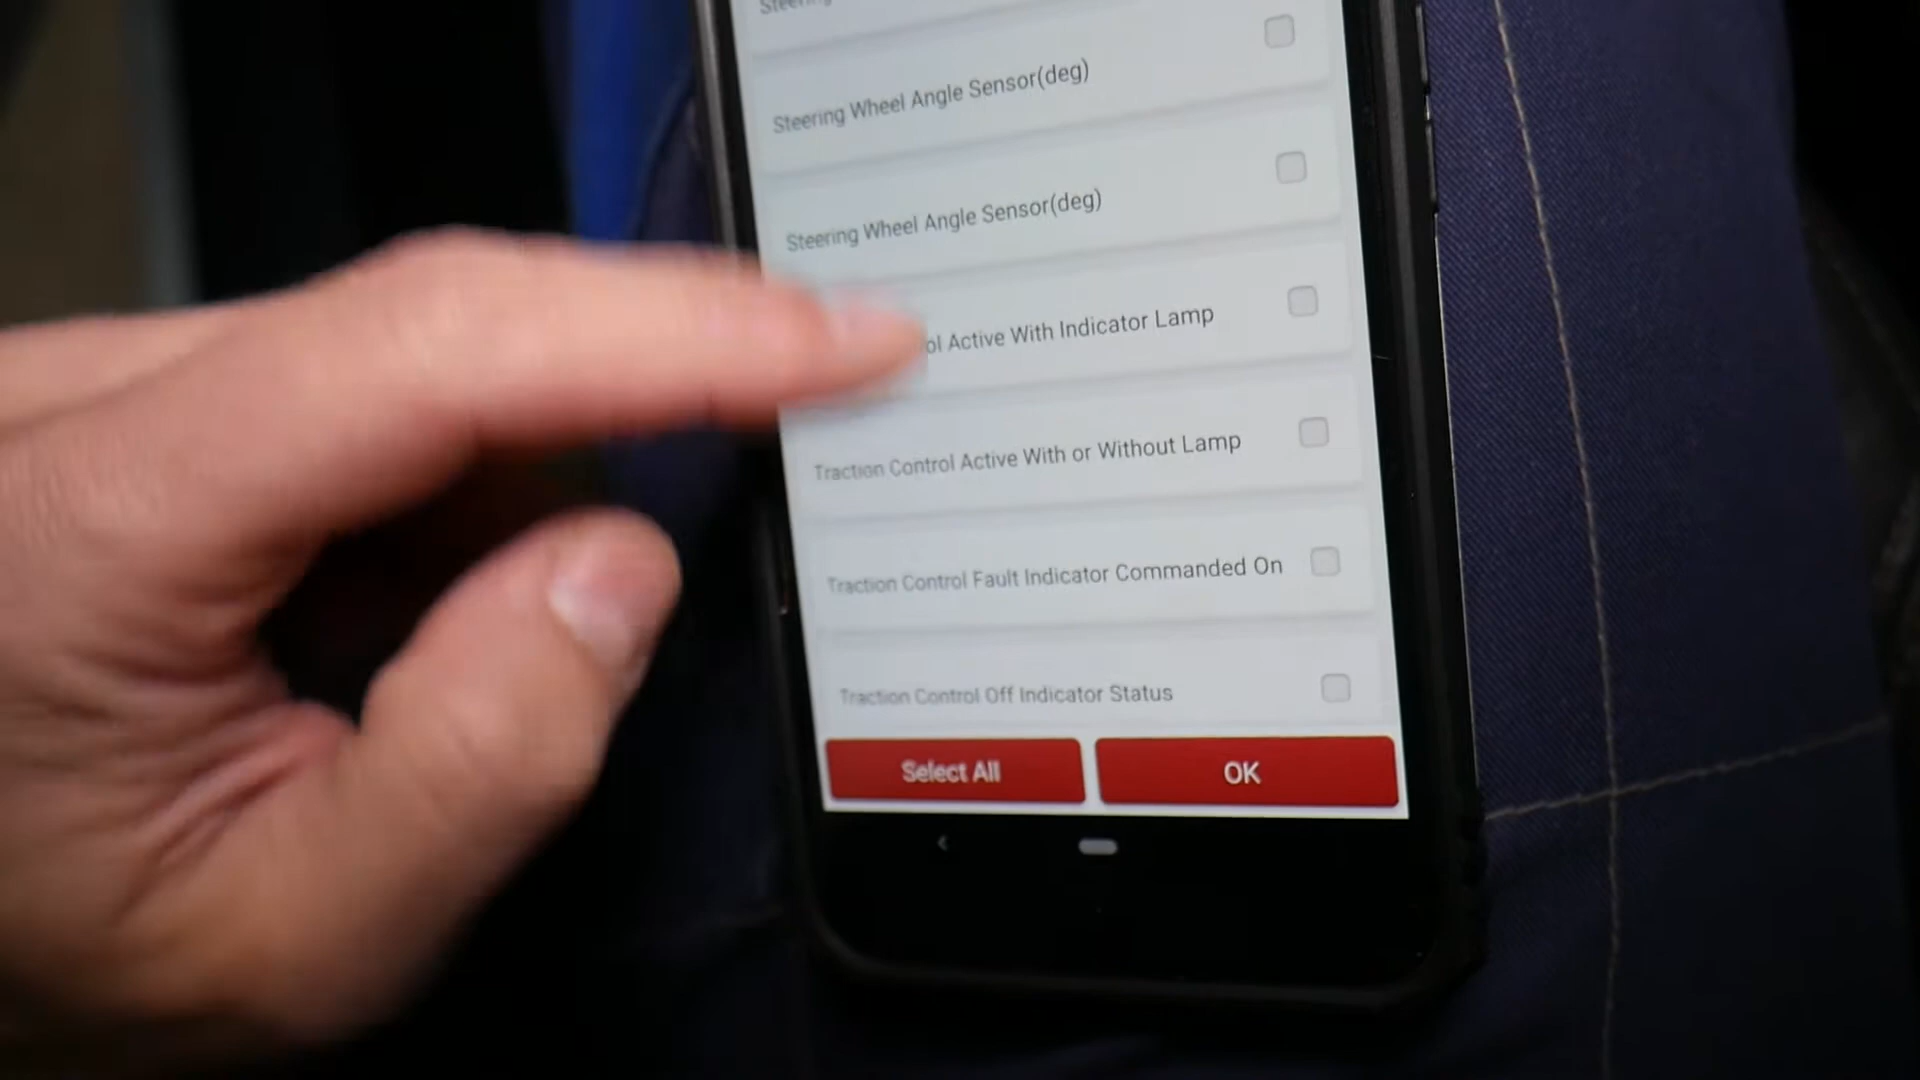 Steering
Steering Wheel Angle Sensor(deg)
Steering Wheel Angle Sensor(deg)
Active With Indicator Lamp
Traction Control Active With or Without Lamp
Traction Control Fault Indicator Commanded On
Traction Control Off Indicator Status
Select All
OK